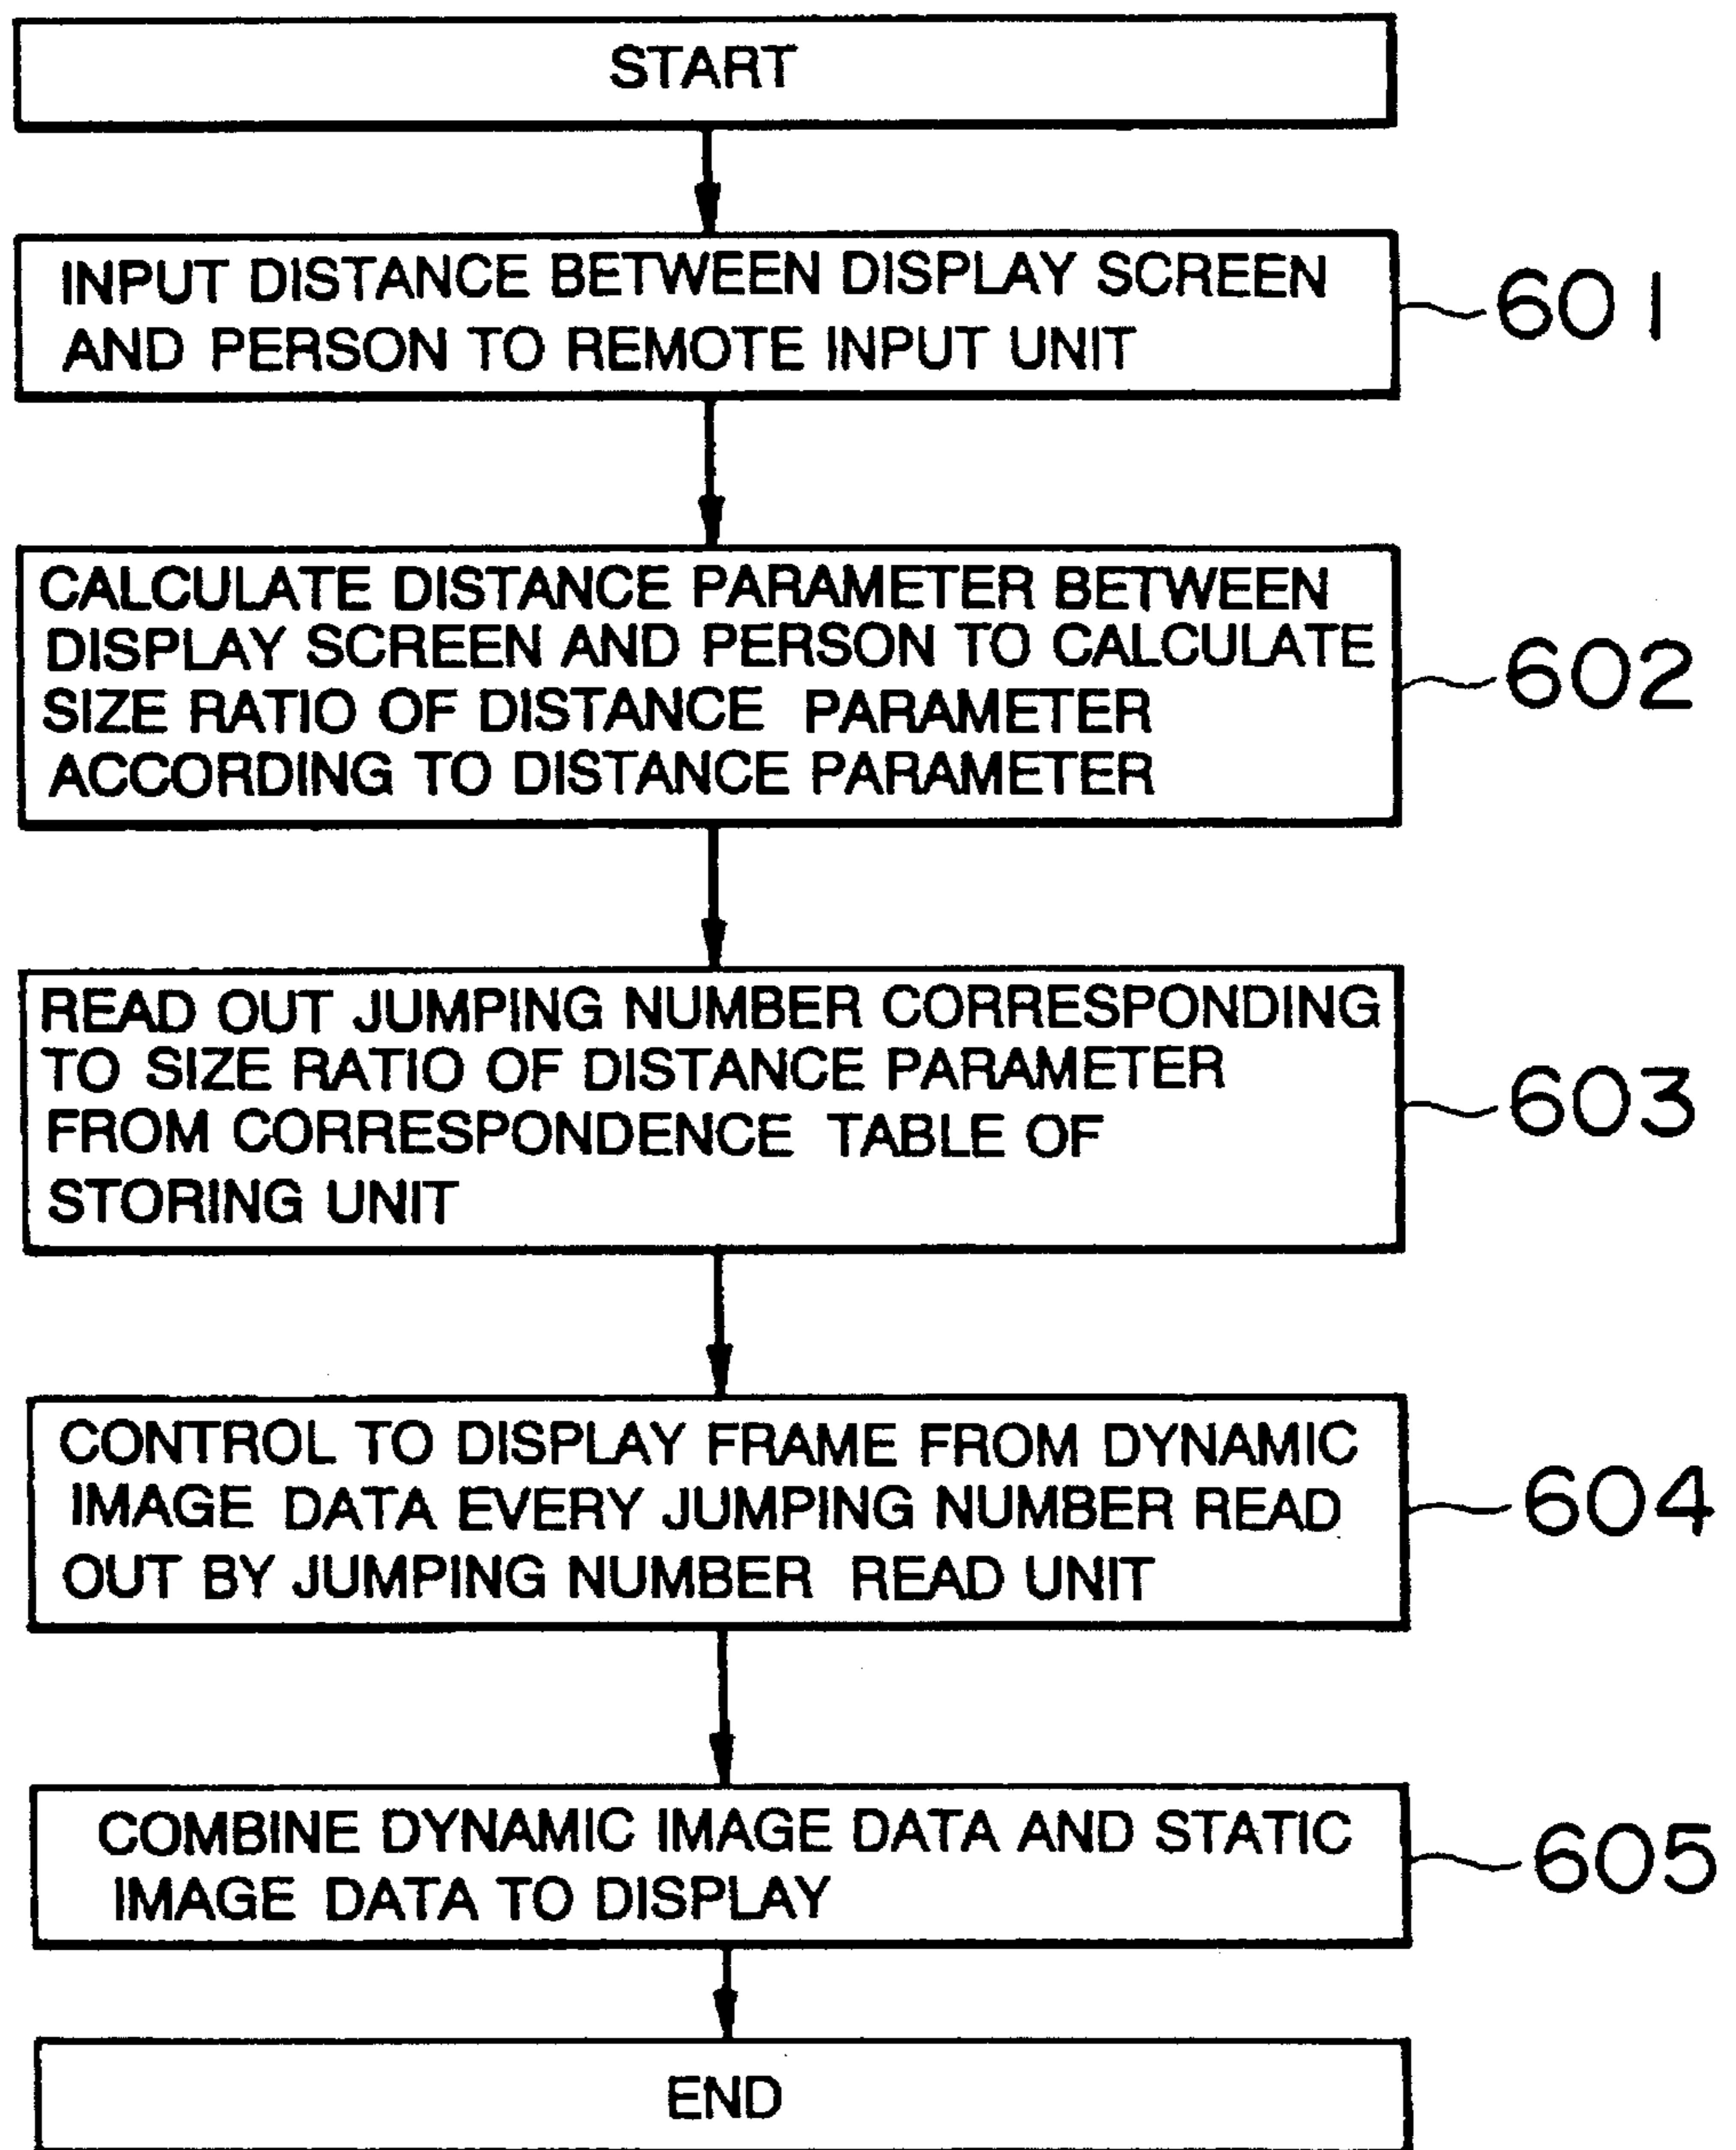 START
INPUT DISTANCE BETWEEN DISPLAY SCREEN
AND PERSON TO REMOTE INPUT UNIT
601
CALCULATE DISTANCE PARAMETER BETWEEN
DISPLAY SCREEN AND PERSON TO CALCULATE
SIZE RATIO OF DISTANCE PARAMETER
ACCORDING TO DISTANCE PARAMETER
602
READ OUT JUMPING NUMBER CORRESPONDING
TO SIZE RATIO OF DISTANCE PARAMETER
FROM CORRESPONDENCE TABLE OF
STORING UNIT
603
CONTROL TO DISPLAY FRAME FROM DYNAMIC
IMAGE DATA EVERY JUMPING NUMBER READ
OUT BY JUMPING NUMBER READ UNIT
604
COMBINE DYNAMIC IMAGE DATA AND STATIC
IMAGE DATA TO DISPLAY
605
END